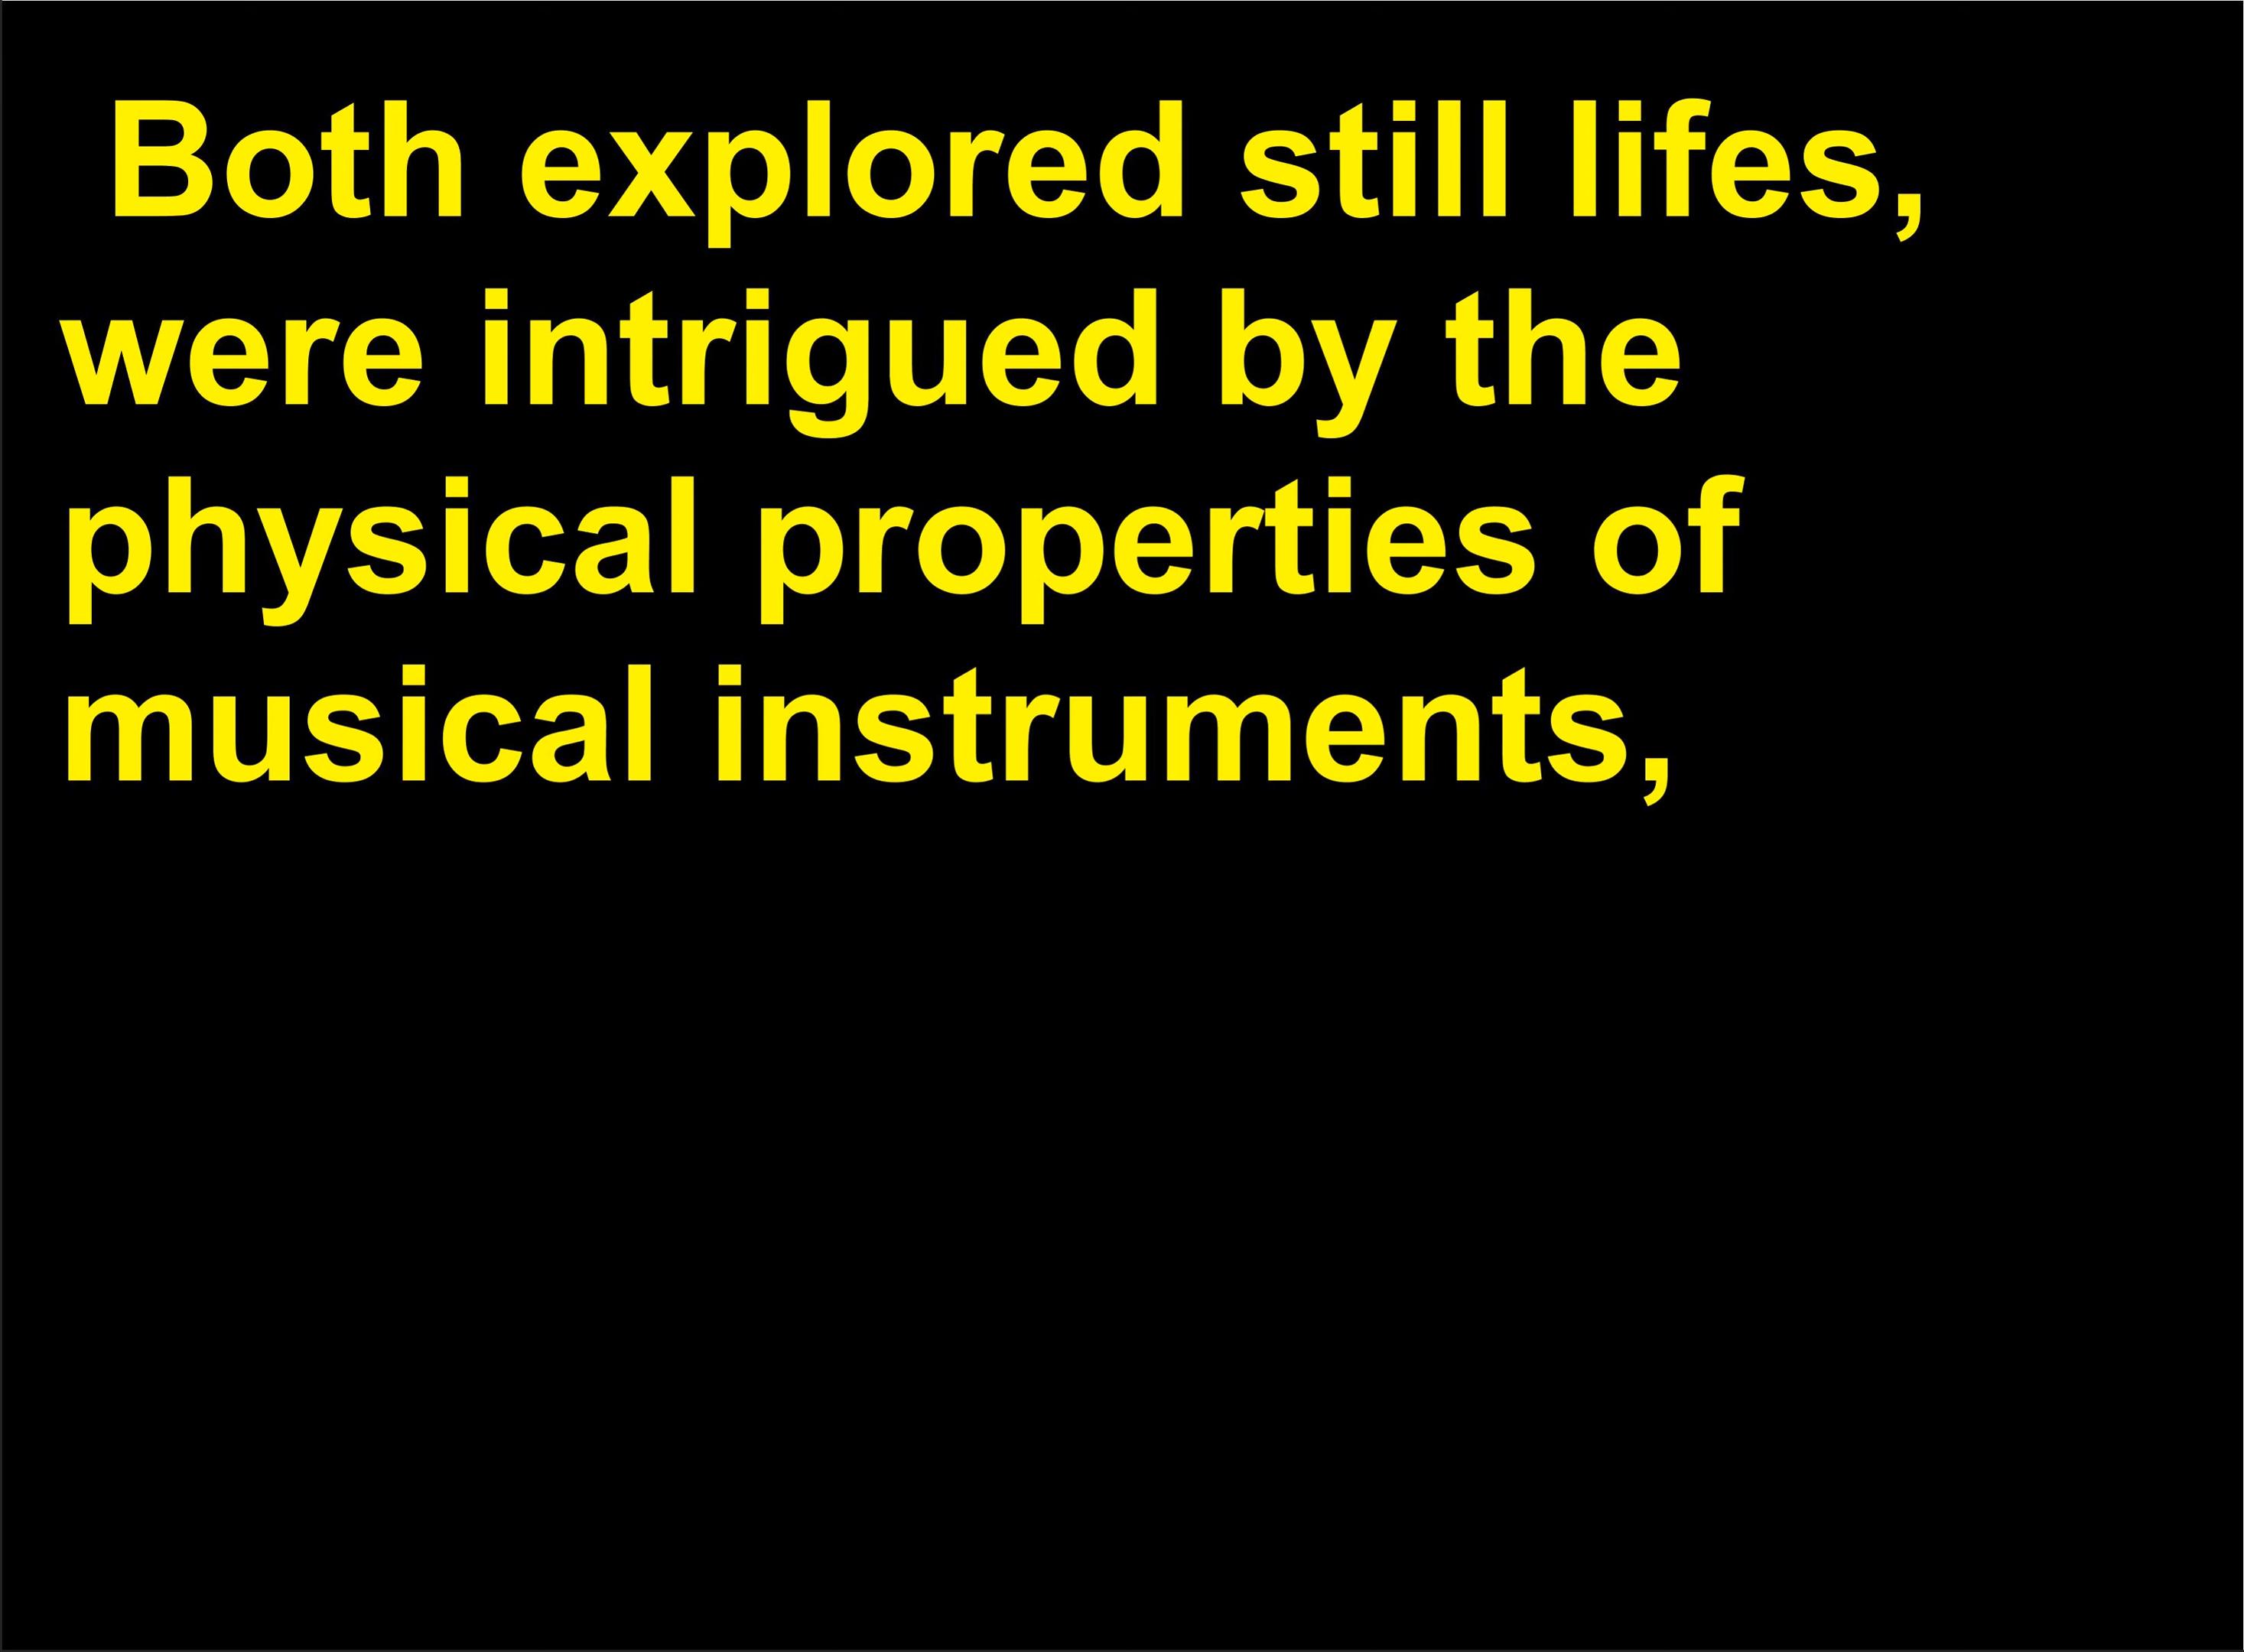 Both explored still lifes,
were intrigued by the
physical properties of
musical instruments,